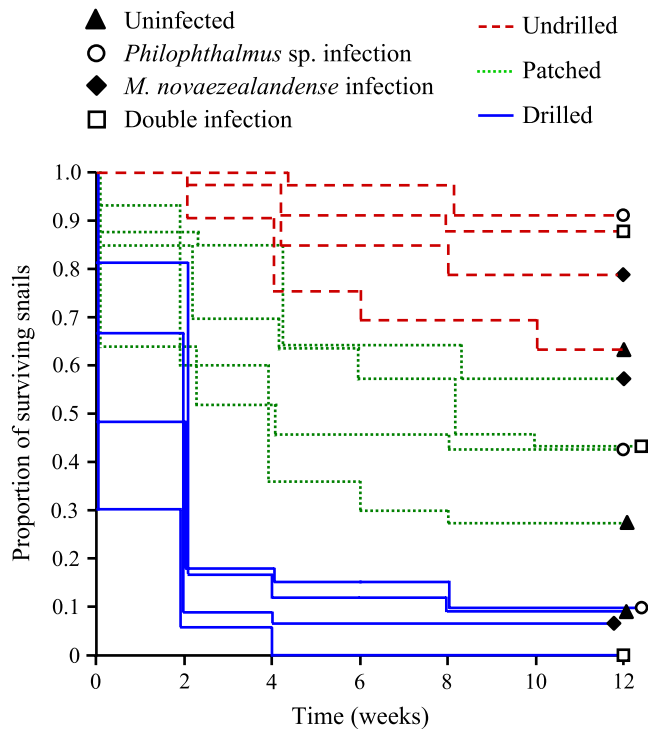 Uninfected
Philophthalmus sp. infection
M. novaezealandense infection
Double infection
Undrilled
Patched
Drilled
1.0
0.9
0.8
0.7
0.6
0.5
0.4
0.3
0.2
0.1
0
Proportion of surviving snails
0 2 4 6 8 10 12
Time (weeks)